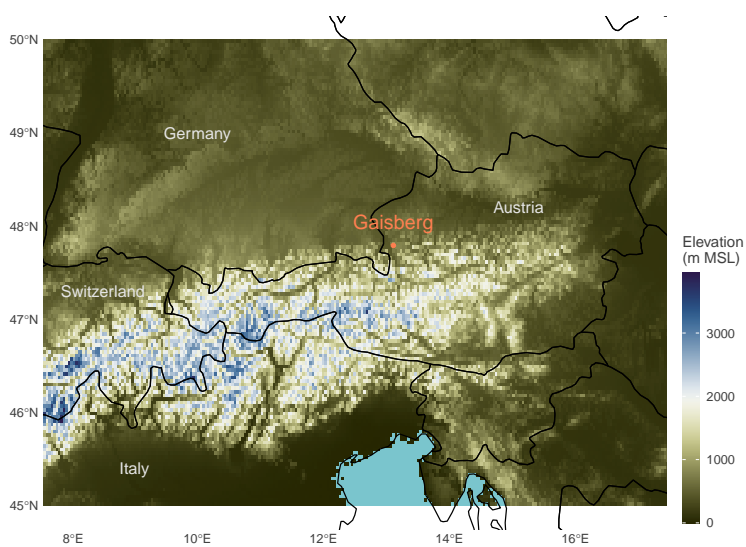 50°N
49°N
48°N
47°N
46°N
45°N
8°E
10°E
12°E
14°E
16°E
Germany
Gaisberg
Austria
Switzerland
Italy
Elevation
(m MSL)
3000
2000
1000
0